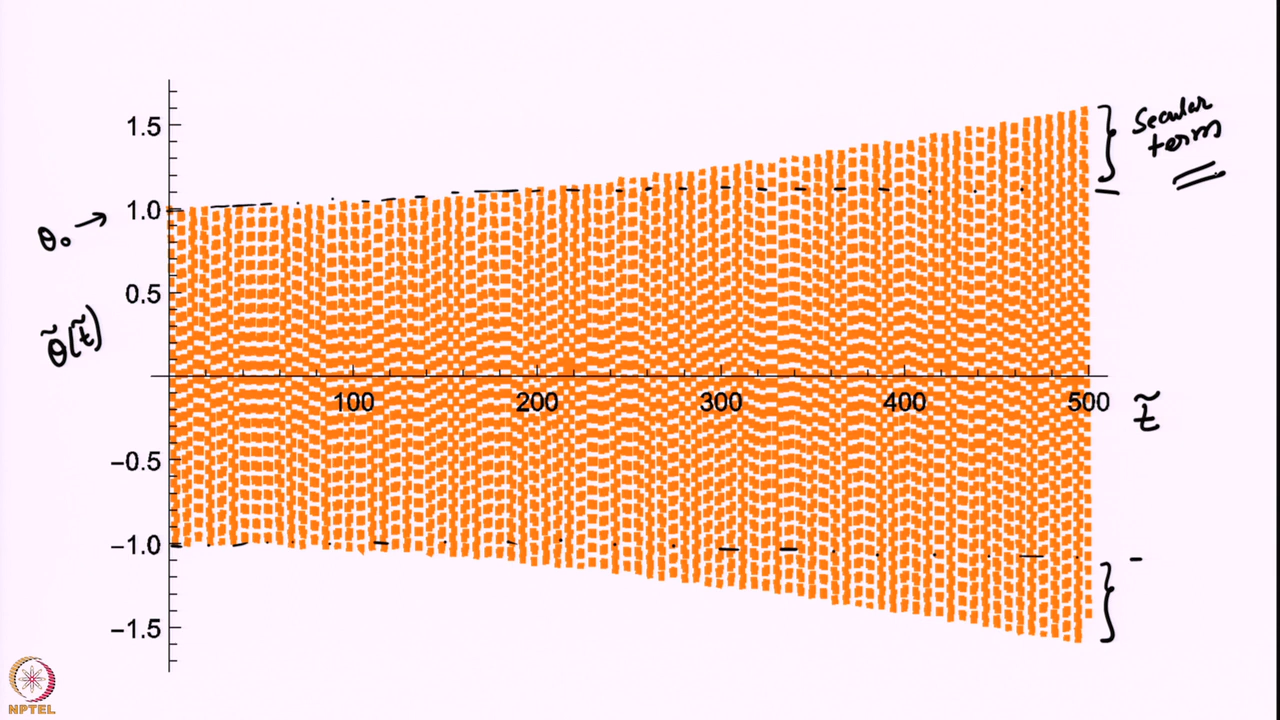 1.5
Secular
term
1.0
θ₀ →
0.5
θ̃(t̃)
100 200 300 400 500 t̃
−0.5
−1.0
−1.5
NPTEL